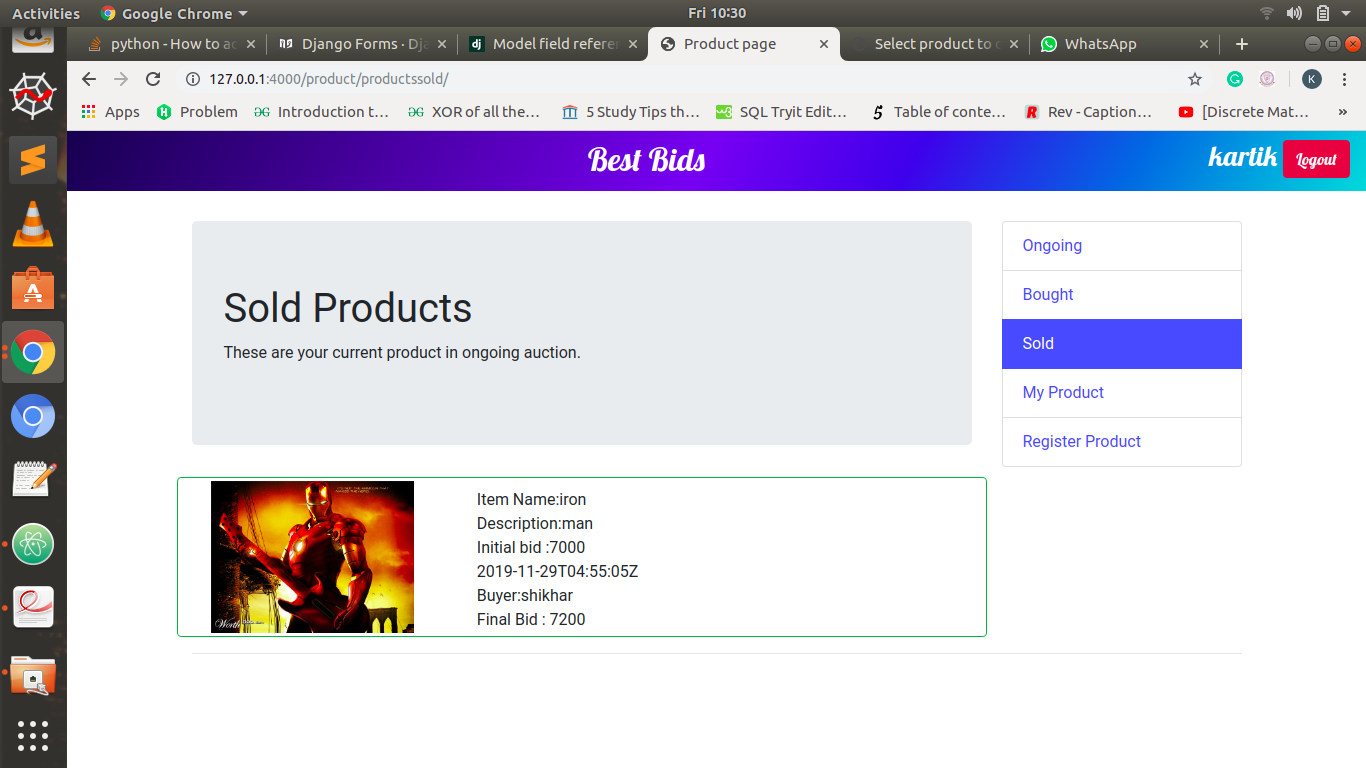 Activities Google Chrome Fri 10:30
python - How to ac Django Forms · Dja Model field referen Product page Select product to WhatsApp
127.0.0.1:4000/product/productssold/ K
Apps Problem Introduction t... XOR of all the... 5 Study Tips th... SQL Tryit Edit... Table of conte... Rev - Caption... [Discrete Mat... »
Best Bids kartik Logout
Sold Products
These are your current product in ongoing auction.
Ongoing
Bought
Sold
My Product
Register Product
Item Name:iron
Description:man
Initial bid :7000
2019-11-29T04:55:05Z
Buyer:shikhar
Final Bid : 7200